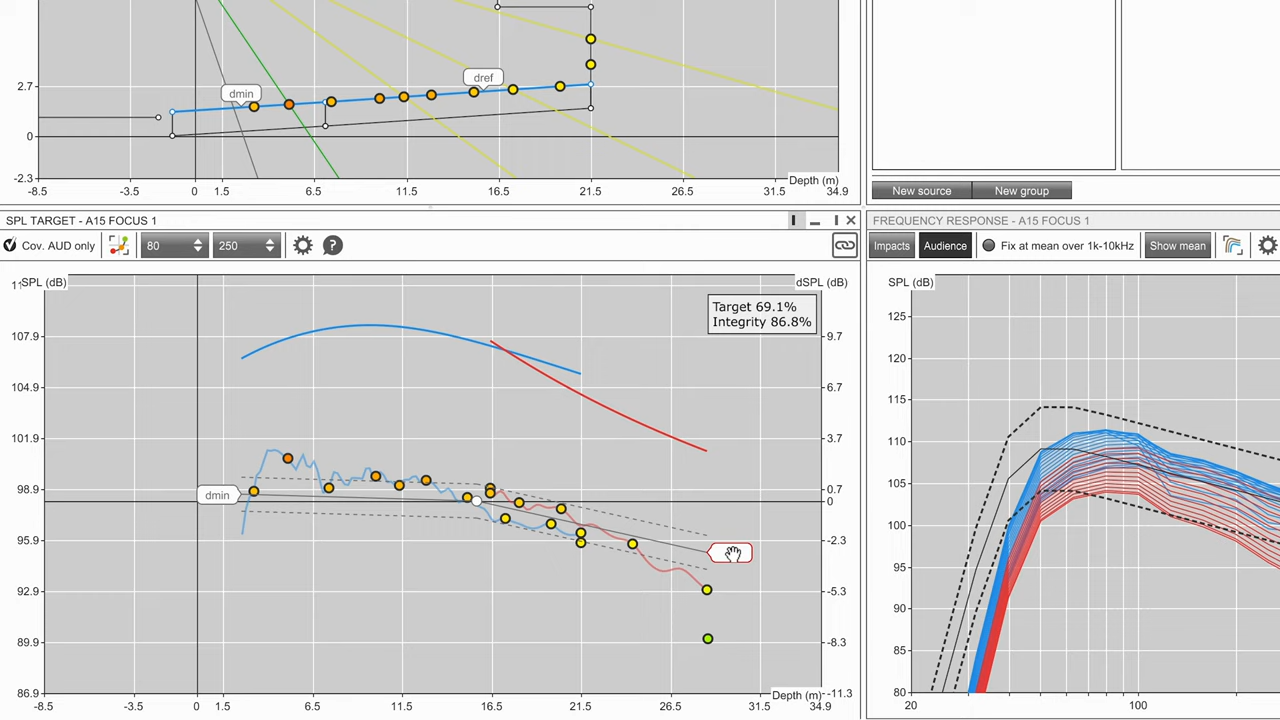 dmin
dref
2.7
0
-2.3
-8.5 -3.5 0 1.5 6.5 11.5 16.5 21.5 26.5 31.5 34.9
Depth (m)
New source New group
SPL TARGET - A15 FOCUS 1
Cov. AUD only 80 250 ?
SPL (dB) dSPL (dB)
Target 69.1%
Integrity 86.8%
107.9 9.7
104.9 6.7
101.9 3.7
98.9 0.7
dmin 0
95.9 -2.3
92.9 -5.3
89.9 -8.3
86.9 Depth (m) -11.3
-8.5 -3.5 0 1.5 6.5 11.5 16.5 21.5 26.5 31.5 34.9
FREQUENCY RESPONSE - A15 FOCUS 1
Impacts Audience Fix at mean over 1k-10kHz Show mean
SPL (dB)
125
120
115
110
105
100
95
90
85
80
20 100